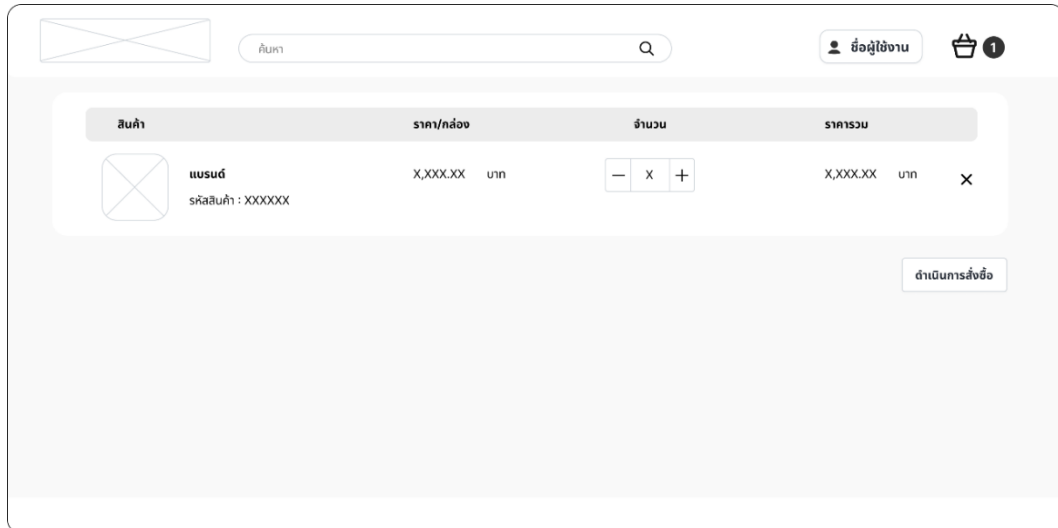 ค้นหา
ชื่อผู้ใช้งาน
1
สินค้า ราคา/กล่อง จำนวน ราคารวม
แบรนด์ X,XXX.XX บาท — X + X,XXX.XX บาท ×
รหัสสินค้า : XXXXXX
ดำเนินการสั่งซื้อ